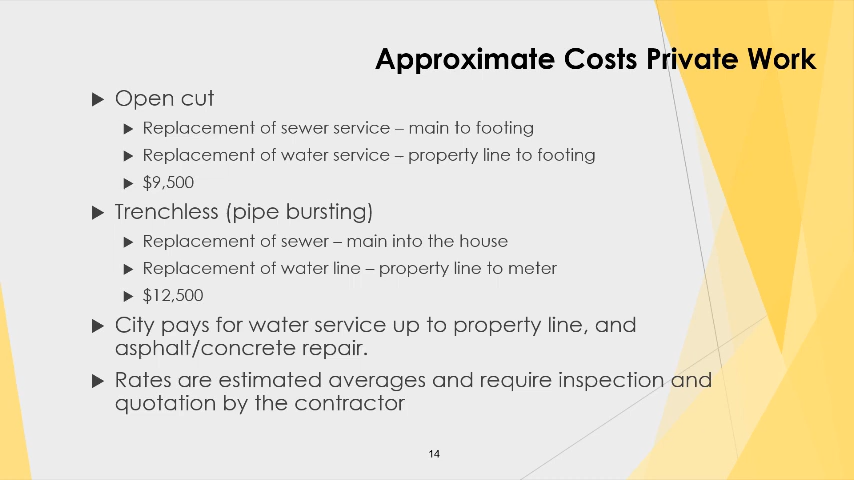 Approximate Costs Private Work
Open cut
Replacement of sewer service – main to footing
Replacement of water service – property line to footing
$9,500
Trenchless (pipe bursting)
Replacement of sewer – main into the house
Replacement of water line – property line to meter
$12,500
City pays for water service up to property line, and
asphalt/concrete repair.
Rates are estimated averages and require inspection and
quotation by the contractor
14